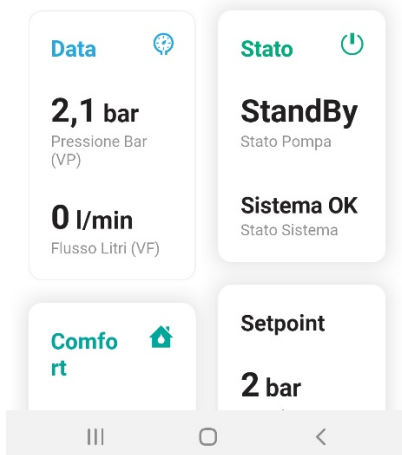 Data
2,1 bar
Pressione Bar
(VP)
0 l/min
Flusso Litri (VF)
Stato
StandBy
Stato Pompa
Sistema OK
Stato Sistema
Comfo
rt
Setpoint
2 bar